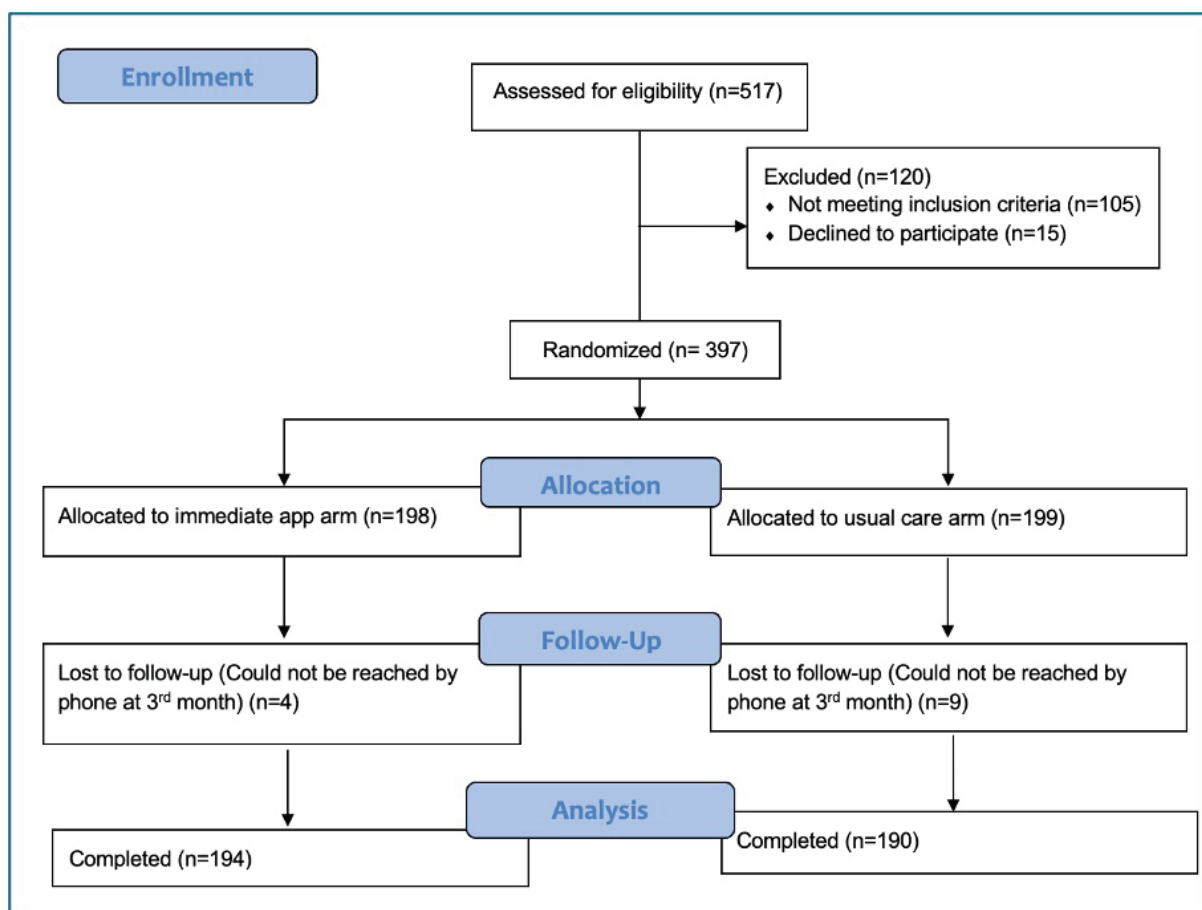 Enrollment
Assessed for eligibility (n=517)
Excluded (n=120)
♦ Not meeting inclusion criteria (n=105)
♦ Declined to participate (n=15)
Randomized (n= 397)
Allocation
Allocated to immediate app arm (n=198)
Allocated to usual care arm (n=199)
Follow-Up
Lost to follow-up (Could not be reached by
phone at 3rd month) (n=4)
Lost to follow-up (Could not be reached by
phone at 3rd month) (n=9)
Analysis
Completed (n=194)
Completed (n=190)